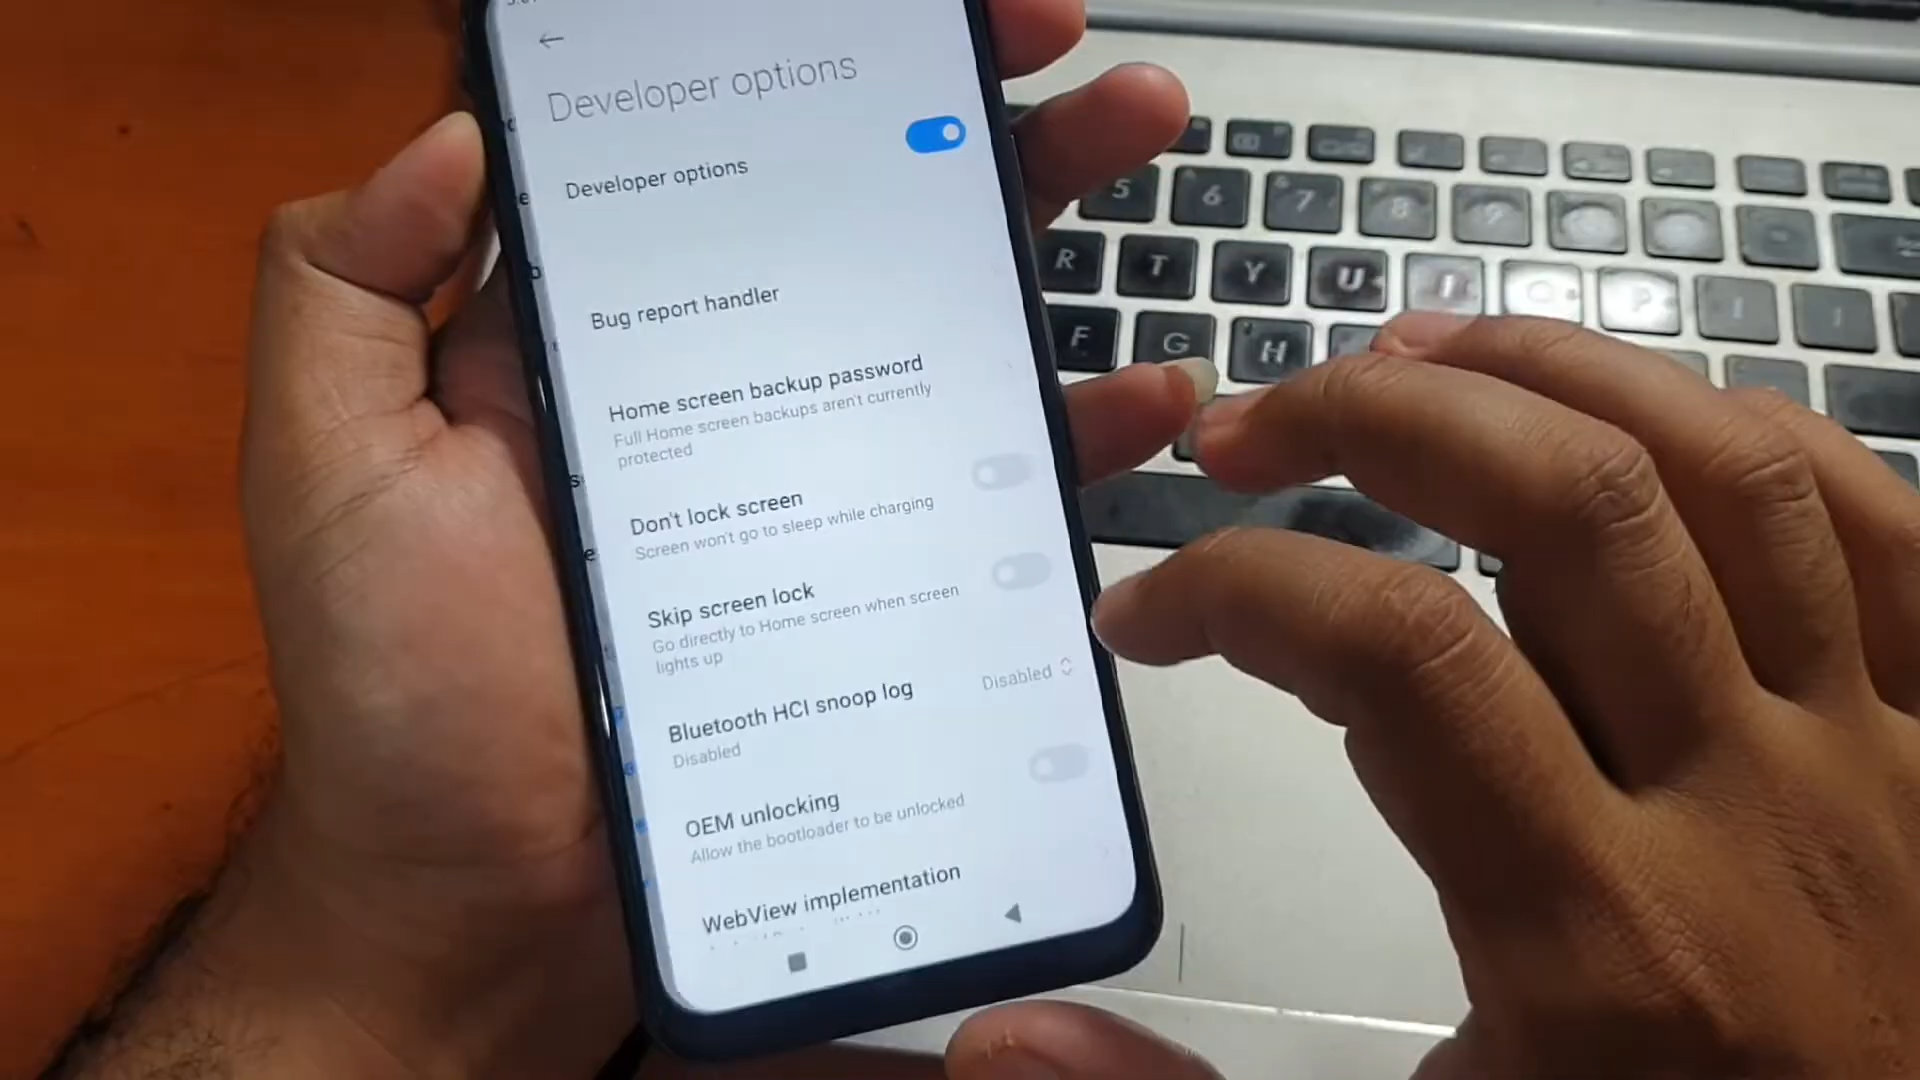 Developer options
Developer options
Bug report handler
Home screen backup password
Full Home screen backups aren't currently
protected
Don't lock screen
Screen won't go to sleep while charging
Skip screen lock
Go directly to Home screen when screen
lights up
Bluetooth HCI snoop log
Disabled
Disabled
OEM unlocking
Allow the bootloader to be unlocked
WebView implementation
5 6 7 8 9
R T Y U I O P
F G H